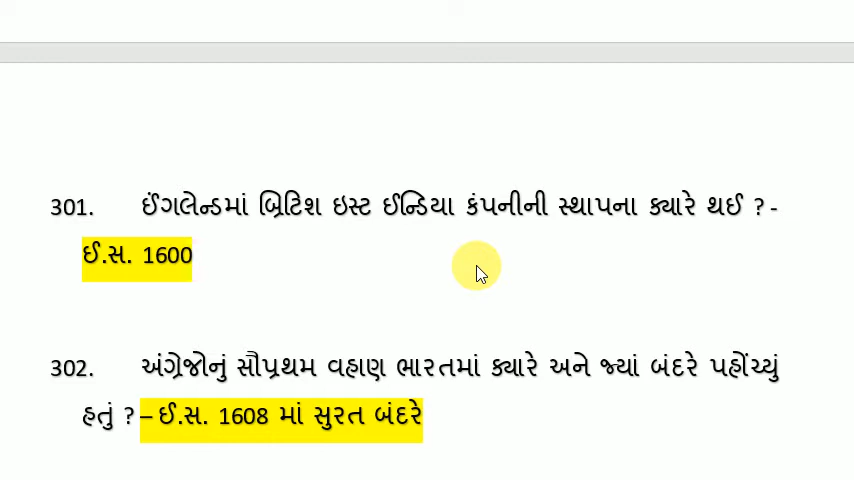 301. ઈંગલેન્ડમાં બ્રિટિશ ઇસ્ટ ઈન્ડિયા કંપનીની સ્થાપના ક્યારે થઈ ? -
ઈ.સ. 1600
302. અંગ્રેજોનું સૌપ્રથમ વહાણ ભારતમાં ક્યારે અને જ્યાં બંદરે પહોંચ્યું
હતું ? – ઈ.સ. 1608 માં સુરત બંદરે